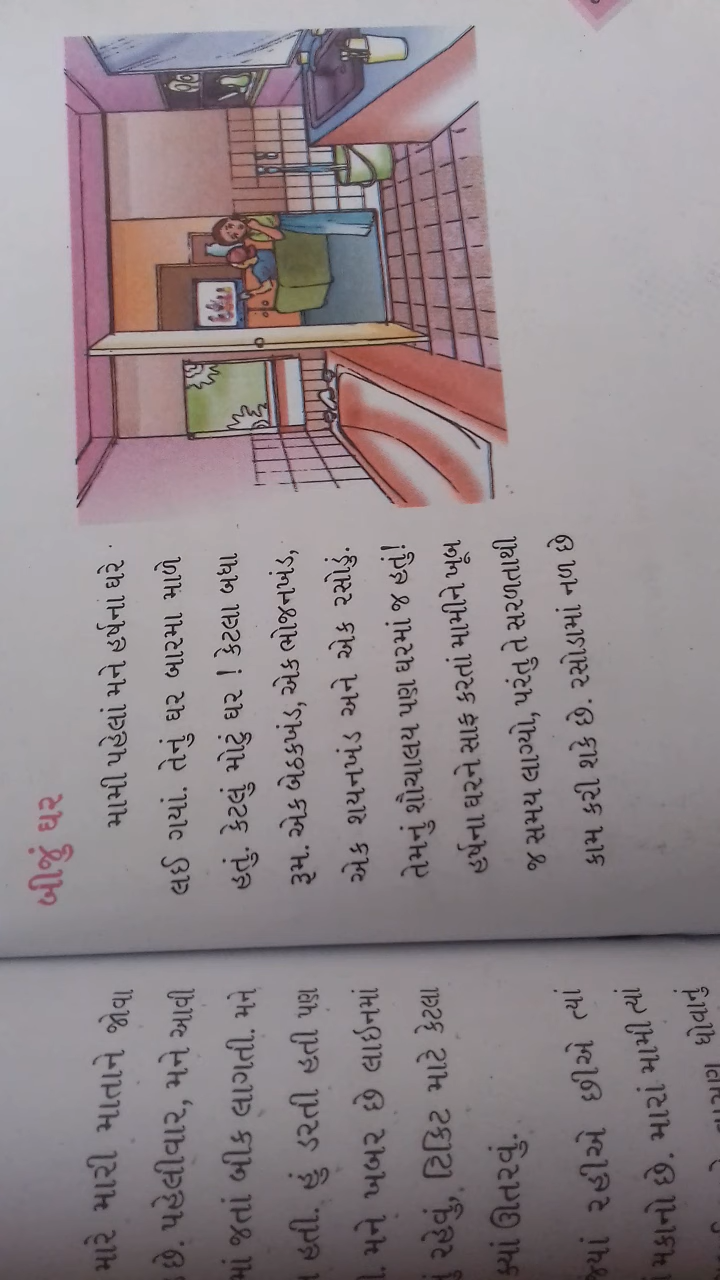 મારે મારી માતાને જોવા
છે. પહેલીવાર, મને આવી
માં જતાં બીક લાગતી. મને
હતી. હું ડરતી હતી પણ
. મને ખબર છે લાઇનમાં
રહેવું, ટિકિટ માટે કેટલા
ક્યાં ઊતરવું.
ક્યાં રહીએ છીએ ત્યાં
મકાનો છે. મારાં મામી ત્યાં
ધોવાનું
બીજું ઘર
મામી પહેલાં મને હર્ષના ઘરે
લઈ ગયાં. તેનું ઘર બારમા માળે
હતું. કેટલું મોટું ઘર ! કેટલા બધા
રૂમ. એક બેઠકખંડ, એક ભોજનખંડ,
એક શયનખંડ અને એક રસોડું.
તેમનું શૌચાલય પણ ઘરમાં જ હતું!
હર્ષના ઘરને સાફ કરતાં મામીને ખૂબ
જ સમય લાગ્યો, પરંતુ તે સરળતાથી
કામ કરી શકે છે. રસોડામાં નળ છે